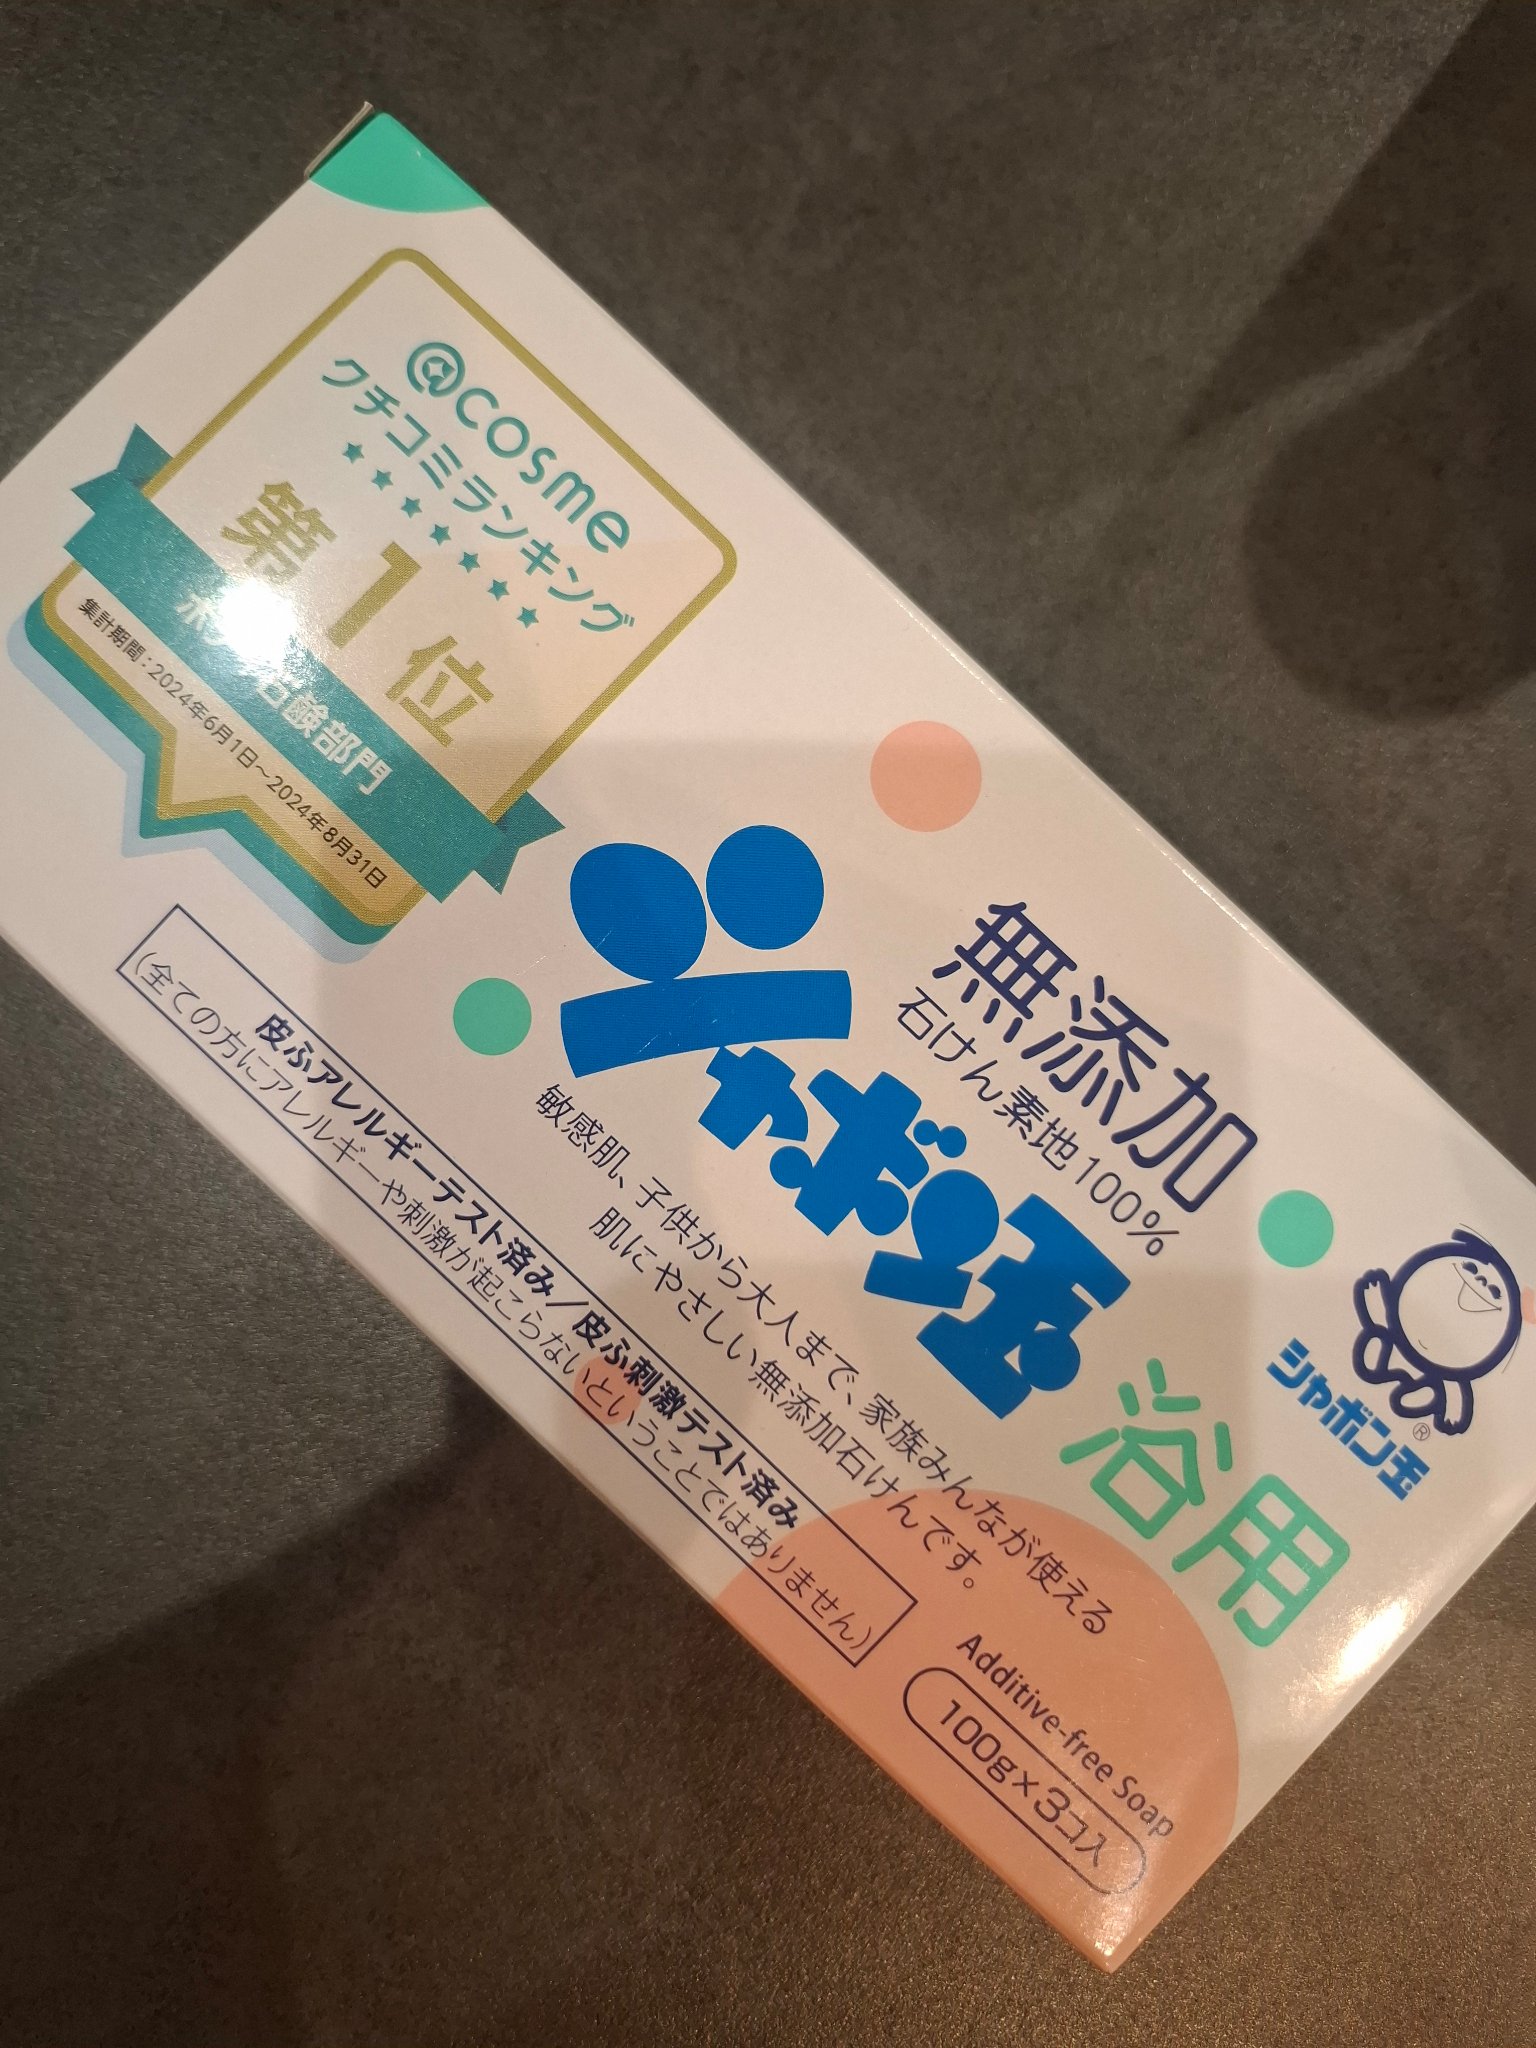 @cosme
クチコミランキング
第1位
石鹸部門
集計期間：2024年6月1日～2024年8月31日
無添加
石けん素地100%
シャボン玉
浴用
敏感肌、子供から大人まで、家族みんなが使える
肌にやさしい無添加石けんです。
皮ふアレルギーテスト済み／皮ふ刺激テスト済み
(全ての方にアレルギーや刺激が起こらないということではありません)
シャボン玉
®
Additive-free Soap
100g×3コ入